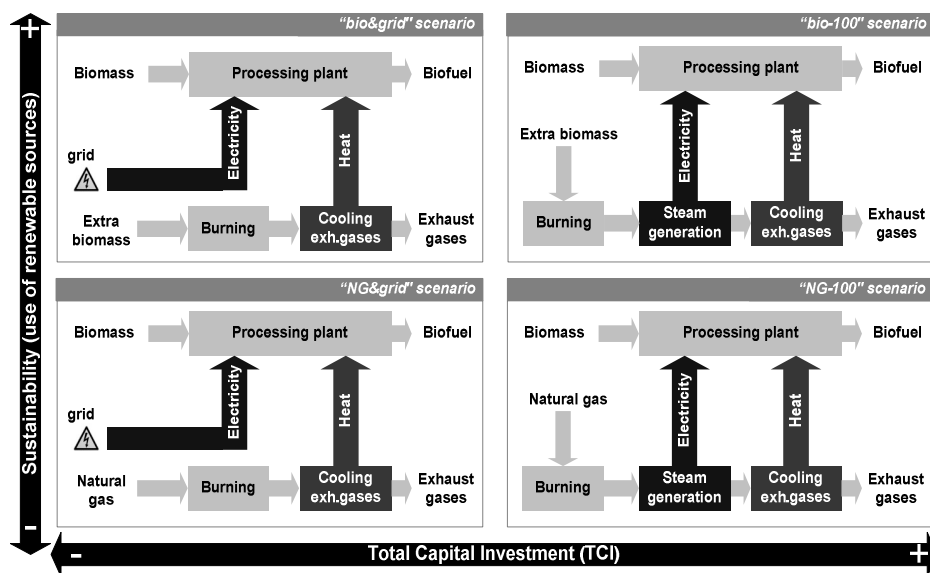 +
Sustainability (use of renewable sources)
-
“bio&grid" scenario
Biomass
Processing plant
Biofuel
Electricity
Heat
grid
Extra
biomass
Burning
Cooling
exh.gases
Exhaust
gases
“bio-100" scenario
Biomass
Processing plant
Biofuel
Extra biomass
Electricity
Heat
Burning
Steam
generation
Cooling
exh.gases
Exhaust
gases
“NG&grid" scenario
Biomass
Processing plant
Biofuel
Electricity
Heat
grid
Natural
gas
Burning
Cooling
exh.gases
Exhaust
gases
“NG-100" scenario
Biomass
Processing plant
Biofuel
Natural gas
Electricity
Heat
Burning
Steam
generation
Cooling
exh.gases
Exhaust
gases
-
Total Capital Investment (TCI)
+